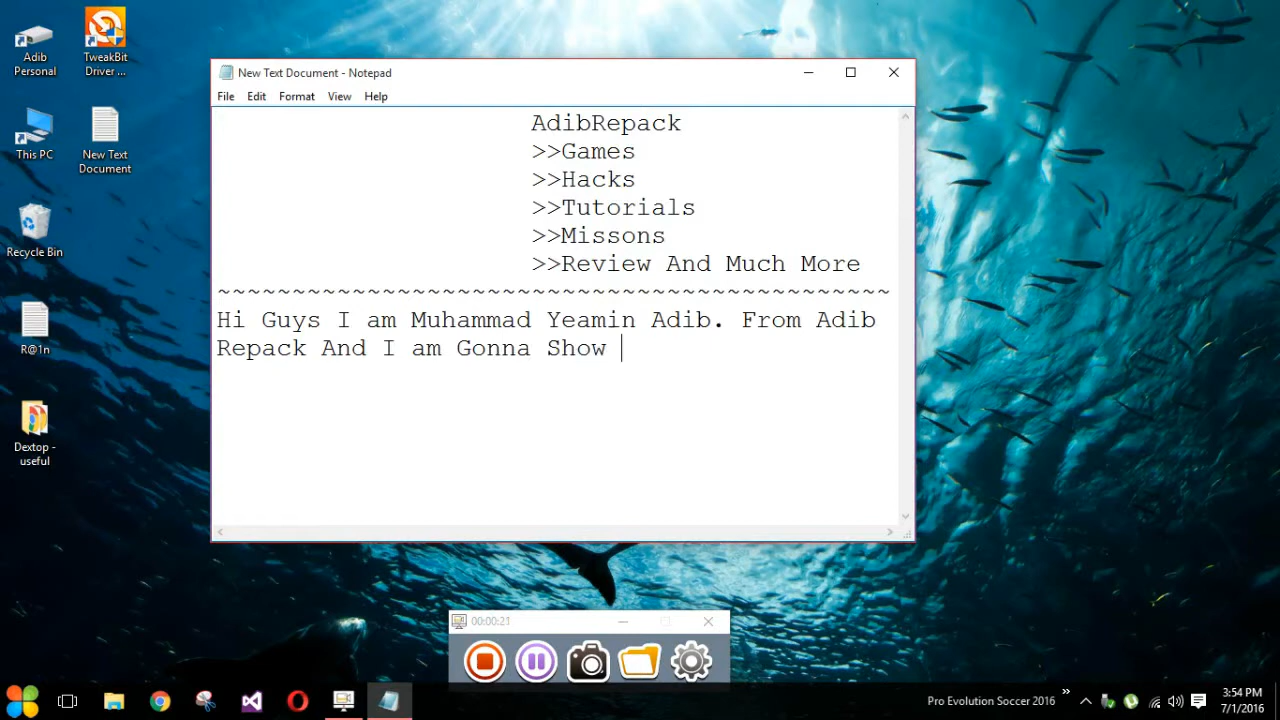 Adib
Personal
TweakBit
Driver ...
This PC
New Text
Document
Recycle Bin
R@1n
Dextop -
useful
New Text Document - Notepad
File Edit Format View Help
AdibRepack
>>Games
>>Hacks
>>Tutorials
>>Missons
>>Review And Much More
~~~~~~~~~~~~~~~~~~~~~~~~~~~~~~~~~~~~~~~~~~~~~
Hi Guys I am Muhammad Yeamin Adib. From Adib
Repack And I am Gonna Show
00:00:21
Pro Evolution Soccer 2016
3:54 PM
7/1/2016